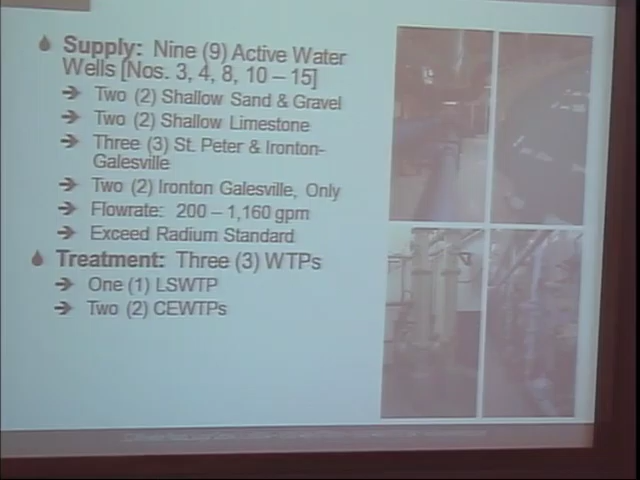 Supply: Nine (9) Active Water
Wells [Nos. 3, 4, 8, 10 – 15]
→ Two (2) Shallow Sand & Gravel
→ Two (2) Shallow Limestone
→ Three (3) St. Peter & Ironton-
Galesville
→ Two (2) Ironton Galesville, Only
→ Flowrate: 200 – 1,160 gpm
→ Exceed Radium Standard
Treatment: Three (3) WTPs
→ One (1) LSWTP
→ Two (2) CEWTPs